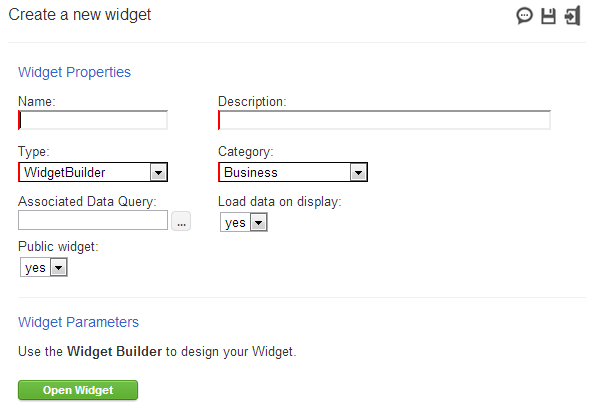 Create a new widget
Widget Properties
Name: Description:
Type: Category:
WidgetBuilder Business
Associated Data Query: Load data on display:
... yes
Public widget:
yes
Widget Parameters
Use the Widget Builder to design your Widget.
Open Widget